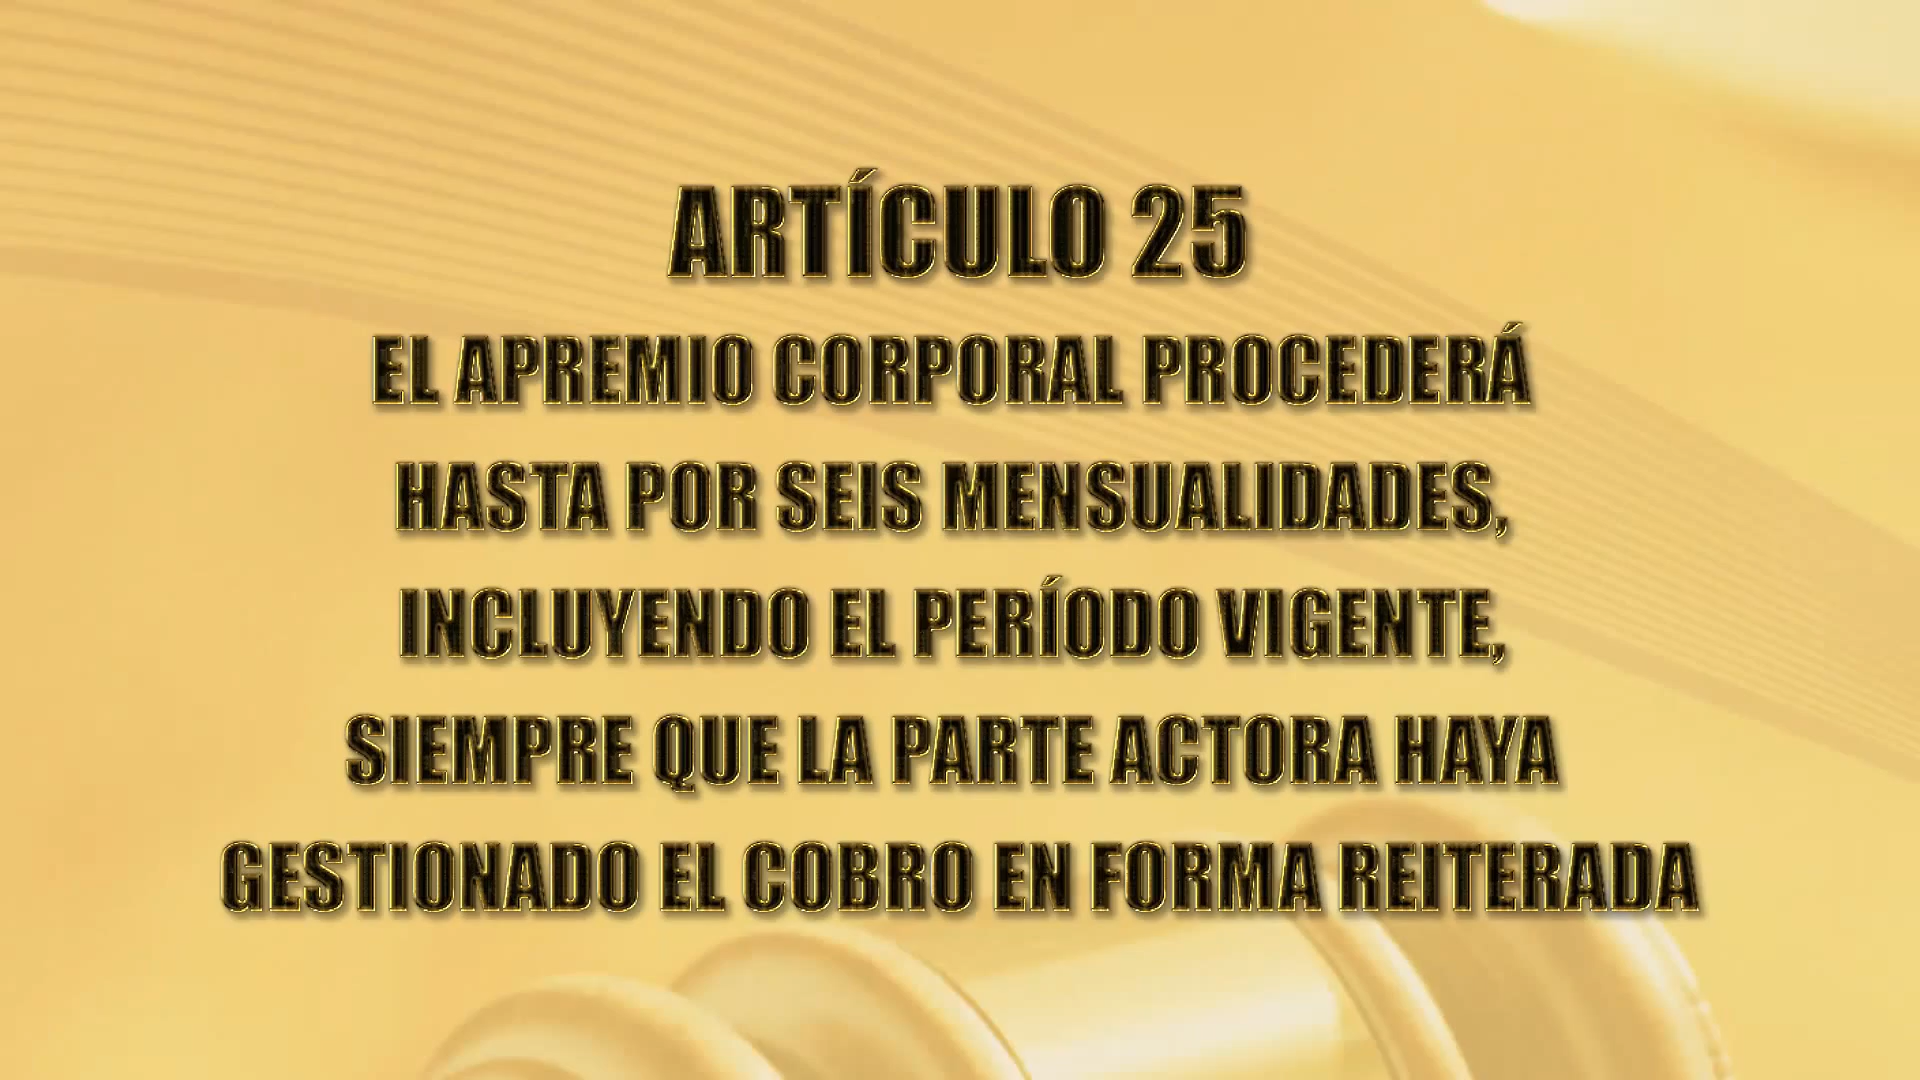 ARTÍCULO 25
EL APREMIO CORPORAL PROCEDERÁ
HASTA POR SEIS MENSUALIDADES,
INCLUYENDO EL PERÍODO VIGENTE,
SIEMPRE QUE LA PARTE ACTORA HAYA
GESTIONADO EL COBRO EN FORMA REITERADA